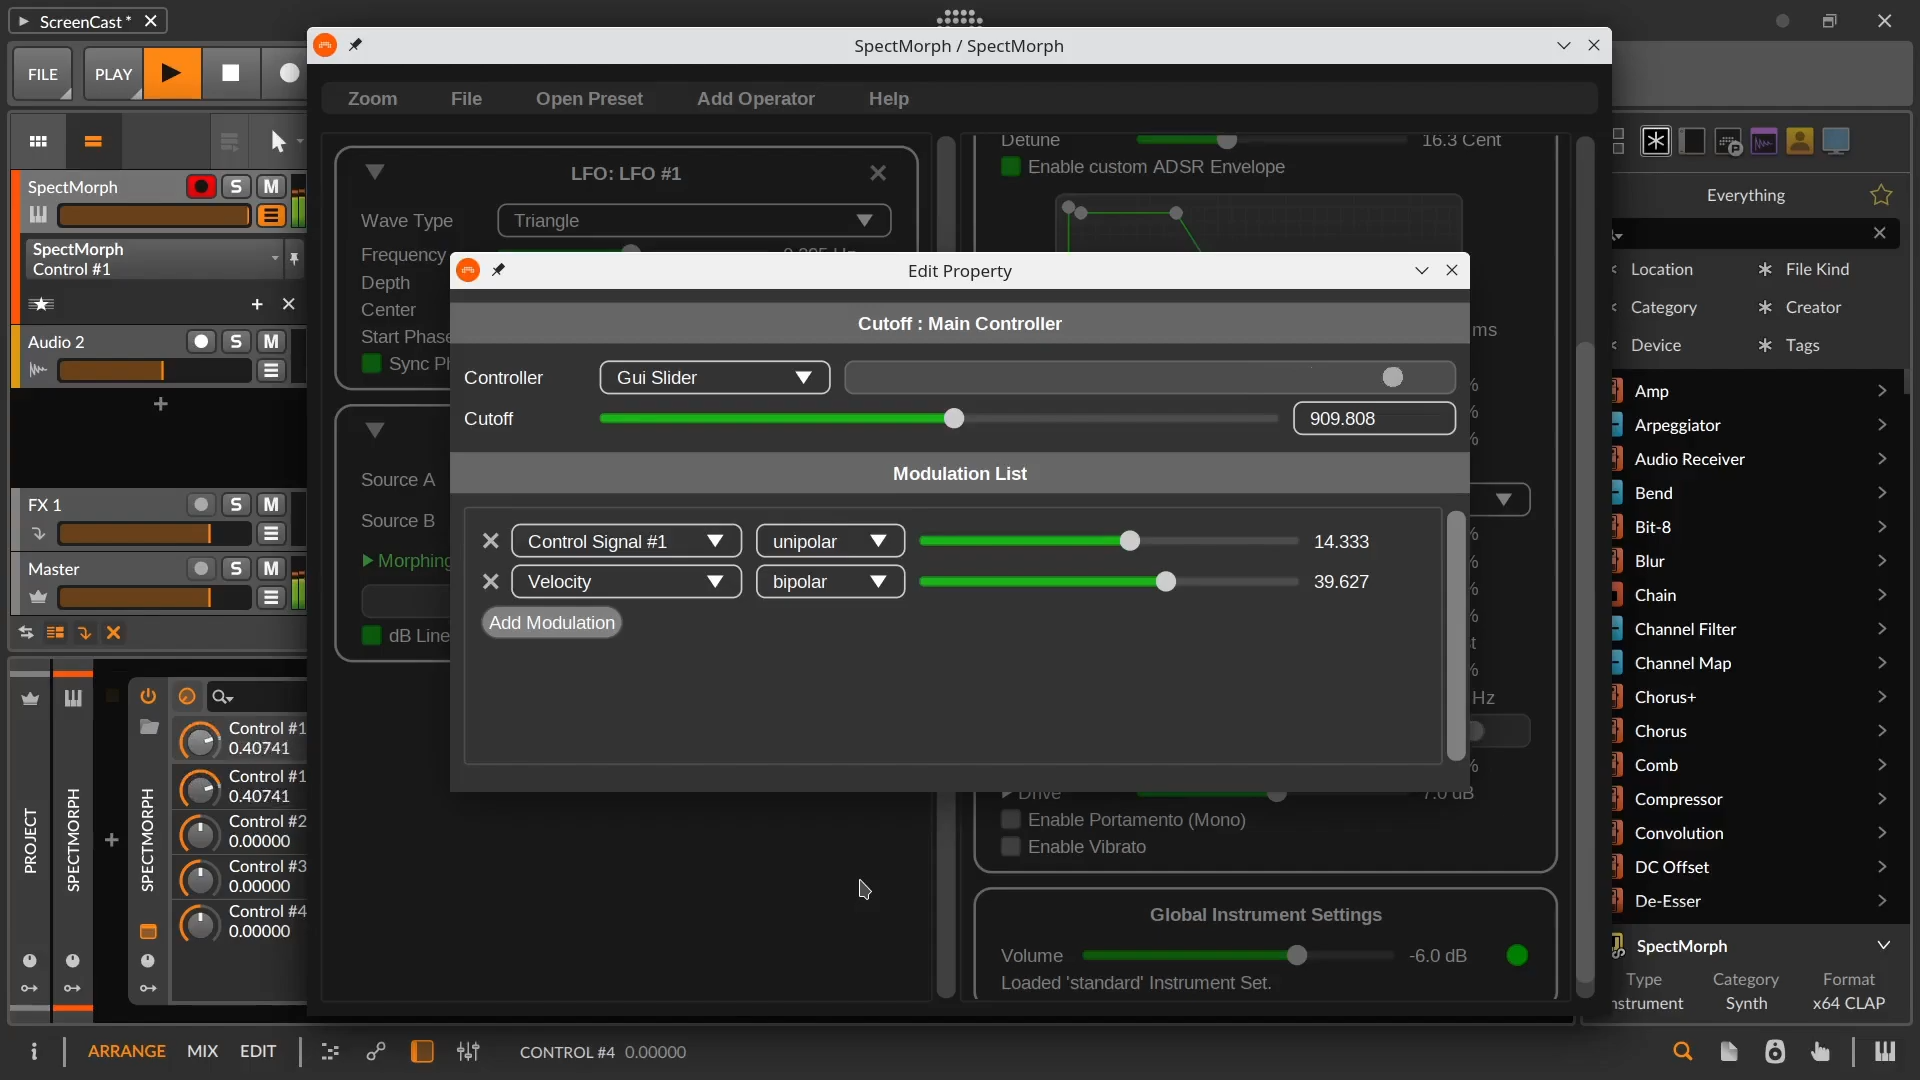 ScreenCast *
FILE
PLAY
SpectMorph / SpectMorph
Zoom
File
Open Preset
Add Operator
Help
SpectMorph
S
M
SpectMorph
Control #1
Audio 2
S
M
FX 1
S
M
Master
S
M
LFO: LFO #1
Wave Type
Triangle
Frequency
Depth
Center
Start Phase
Source A
Source B
Morphing
dB Line
Detune
16.3 Cent
Enable custom ADSR Envelope
ms
Edit Property
Cutoff : Main Controller
Controller
Gui Slider
Cutoff
909.808
Modulation List
Control Signal #1
unipolar
14.333
Velocity
bipolar
39.627
Add Modulation
%
Hz
Drive
7.0 dB
Enable Portamento (Mono)
Enable Vibrato
Global Instrument Settings
Volume
-6.0 dB
Loaded 'standard' Instrument Set.
PROJECT
SPECTMORPH
SPECTMORPH
Control #1
0.40741
Control #1
0.40741
Control #2
0.00000
Control #3
0.00000
Control #4
0.00000
Everything
Location
File Kind
Category
Creator
Device
Tags
Amp
Arpeggiator
Audio Receiver
Bend
Bit-8
Blur
Chain
Channel Filter
Channel Map
Chorus+
Chorus
Comb
Compressor
Convolution
DC Offset
De-Esser
SpectMorph
Type
Category
Format
nstrument
Synth
x64 CLAP
ARRANGE
MIX
EDIT
CONTROL #4 0.00000